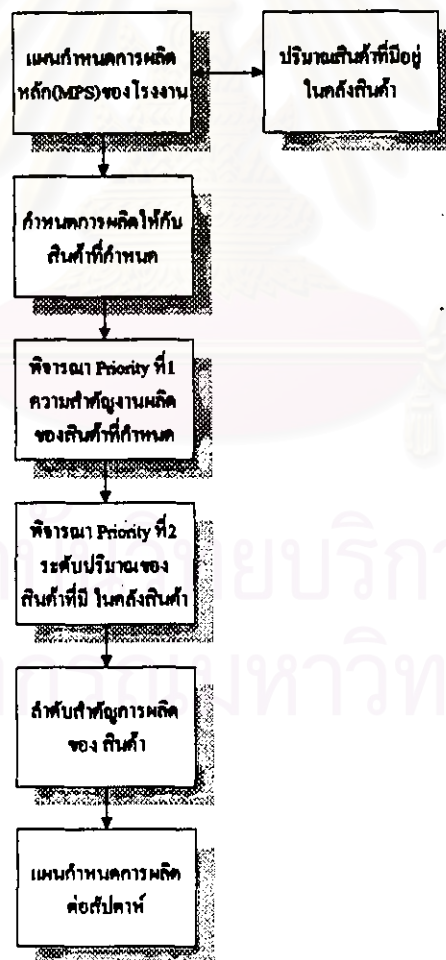 แผนกำหนดการผลิต
หลัก(MPS)ของโรงงาน
ปริมาณสินค้าที่มีอยู่
ในคลังสินค้า
กำหนดการผลิตให้กับ
สินค้าที่กำหนด
พิจารณา Priority ที่1
ความสำคัญงานผลิต
ของสินค้าที่กำหนด
พิจารณา Priority ที่2
ระดับปริมาณของ
สินค้าที่มี ในคลังสินค้า
ลำดับสำคัญการผลิต
ของ สินค้า
แผนกำหนดการผลิต
ต่อสัปดาห์